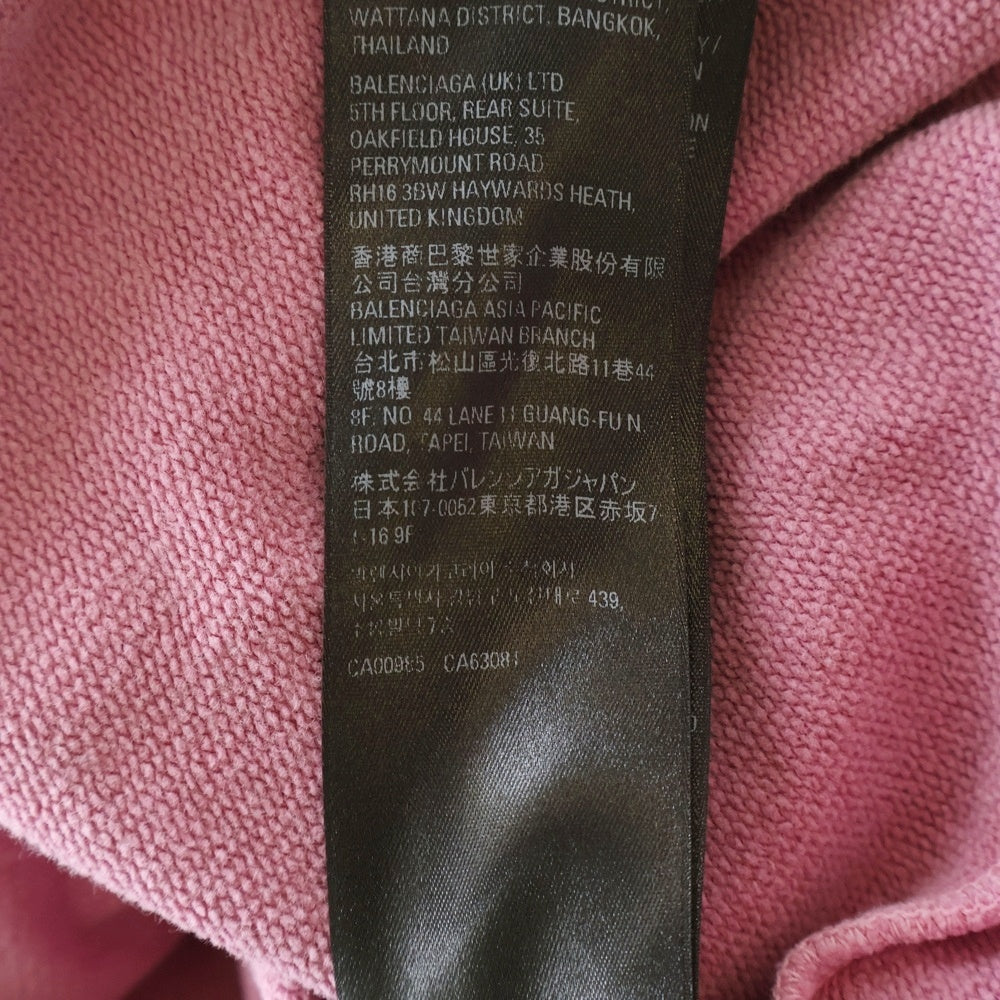 WATTANA DISTRICT. BANGKOK,
THAILAND
BALENCIAGA (UK) LTD
5TH FLOOR, REAR SUITE,
OAKFIELD HOUSE, 35
PERRYMOUNT ROAD
RH16 3BW HAYWARDS HEATH,
UNITED KINGDOM
香港商巴黎世家企業股份有限
公司台灣分公司
BALENCIAGA ASIA PACIFIC
LIMITED TAIWAN BRANCH
台北市松山區光復北路11巷44
號8樓
8F. NO. 44 LANE 11 GUANG-FU N.
ROAD, TAPEI, TAIWAN
株式会社バレンシアガジャパン
日本107-0052東京都港区赤坂7-
1-16 9F
439,
CA00985 CA63081